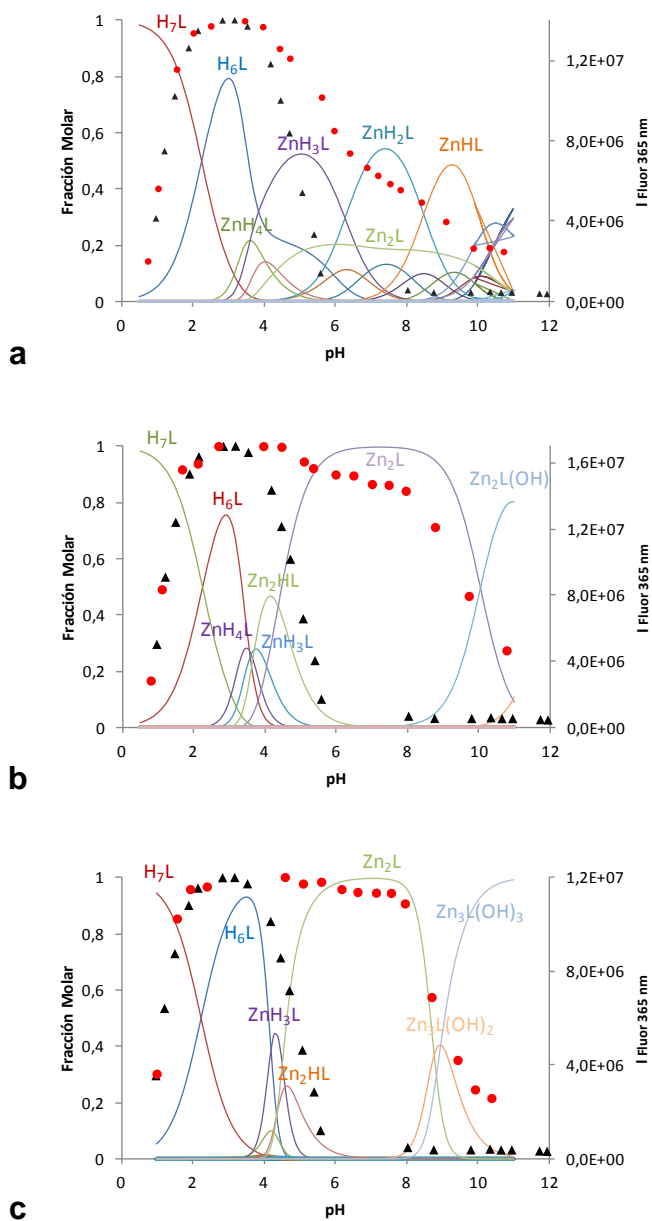 H7L
H6L
ZnH3L
ZnH2L
ZnHL
ZnH4L
Zn2L
Fracción Molar
1
0,8
0,6
0,4
0,2
0
1,2E+07
8,0E+06
4,0E+06
0,0E+00
I Fluor 365 nm
0 2 4 6 8 10 12
pH
a
H7L
Zn2L
H6L
Zn2L(OH)
Zn2HL
ZnH4L
ZnH3L
Fracción Molar
1
0,8
0,6
0,4
0,2
0
1,6E+07
1,2E+07
8,0E+06
4,0E+06
0,0E+00
I Fluor 365 nm
0 2 4 6 8 10 12
pH
b
H7L
Zn2L
Zn3L(OH)3
H6L
ZnH3L
Zn3L(OH)2
Zn2HL
Fracción Molar
1
0,8
0,6
0,4
0,2
0
1,2E+07
8,0E+06
4,0E+06
0,0E+00
I Fluor 365 nm
0 2 4 6 8 10 12
pH
c